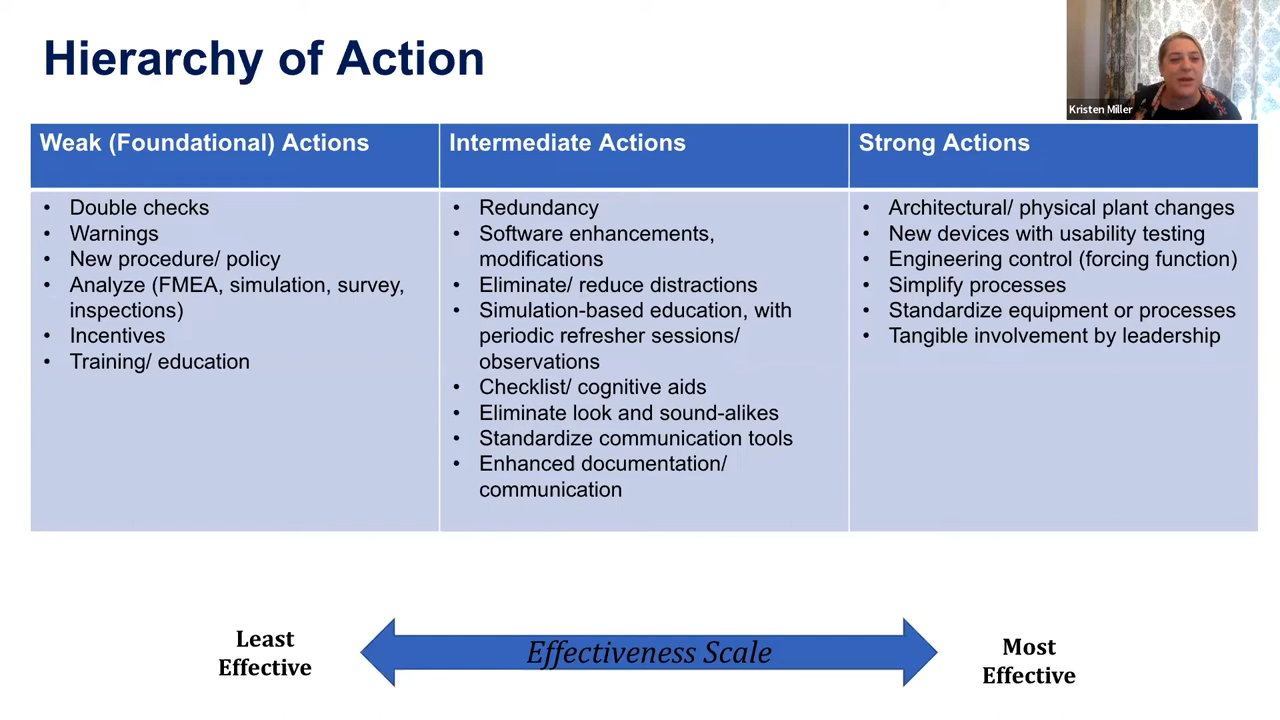 Hierarchy of Action
Kristen Miller
Weak (Foundational) Actions
• Double checks
• Warnings
• New procedure/ policy
• Analyze (FMEA, simulation, survey,
inspections)
• Incentives
• Training/ education
Intermediate Actions
• Redundancy
• Software enhancements,
modifications
• Eliminate/ reduce distractions
• Simulation-based education, with
periodic refresher sessions/
observations
• Checklist/ cognitive aids
• Eliminate look and sound-alikes
• Standardize communication tools
• Enhanced documentation/
communication
Strong Actions
• Architectural/ physical plant changes
• New devices with usability testing
• Engineering control (forcing function)
• Simplify processes
• Standardize equipment or processes
• Tangible involvement by leadership
Least
Effective
Effectiveness Scale
Most
Effective